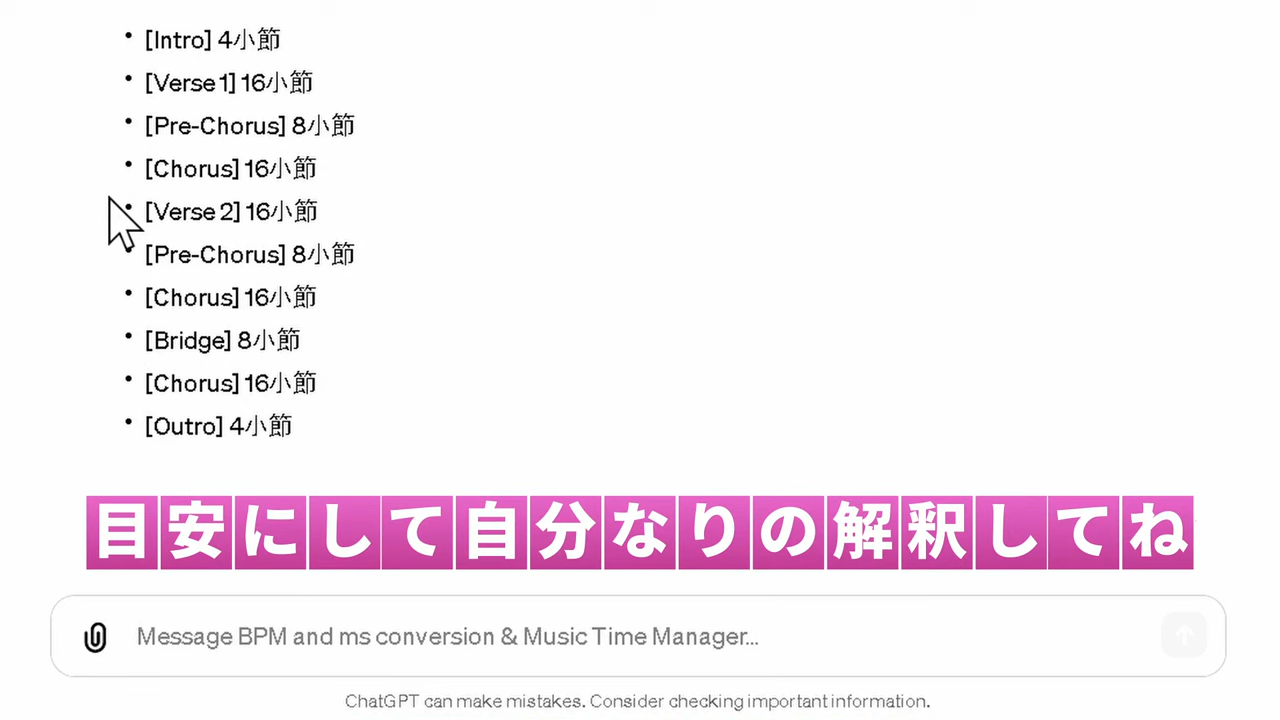 • [Intro] 4小節
• [Verse 1] 16小節
• [Pre-Chorus] 8小節
• [Chorus] 16小節
• [Verse 2] 16小節
• [Pre-Chorus] 8小節
• [Chorus] 16小節
• [Bridge] 8小節
• [Chorus] 16小節
• [Outro] 4小節
目安にして自分なりの解釈してね
Message BPM and ms conversion & Music Time Manager...
ChatGPT can make mistakes. Consider checking important information.